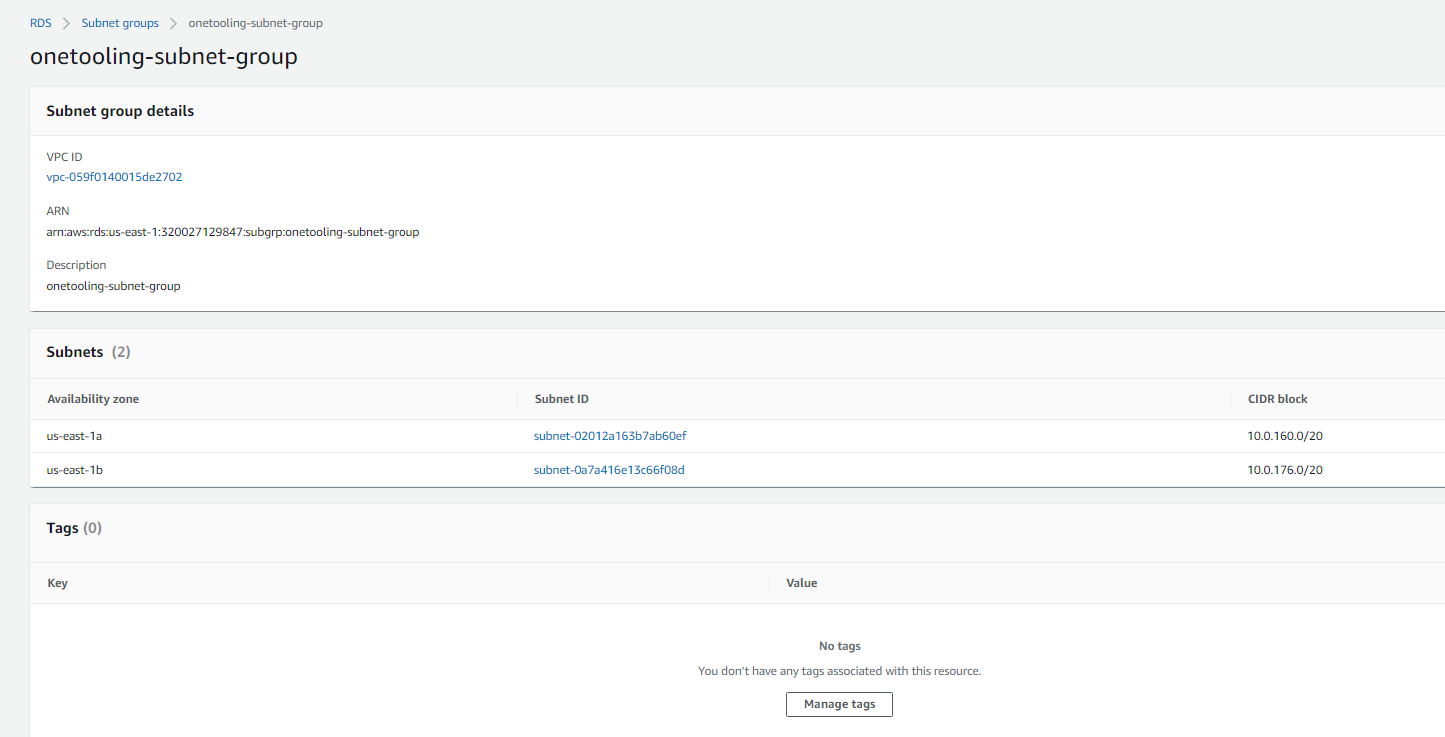 RDS > Subnet groups > onetooling-subnet-group
onetooling-subnet-group
Subnet group details
VPC ID
vpc-059f0140015de2702
ARN
arn:aws:rds:us-east-1:320027129847:subgrp:onetooling-subnet-group
Description
onetooling-subnet-group
Subnets (2)
Availability zone Subnet ID CIDR block
us-east-1a subnet-02012a163b7ab60ef 10.0.160.0/20
us-east-1b subnet-0a7a416e13c66f08d 10.0.176.0/20
Tags (0)
Key Value
No tags
You don't have any tags associated with this resource.
Manage tags